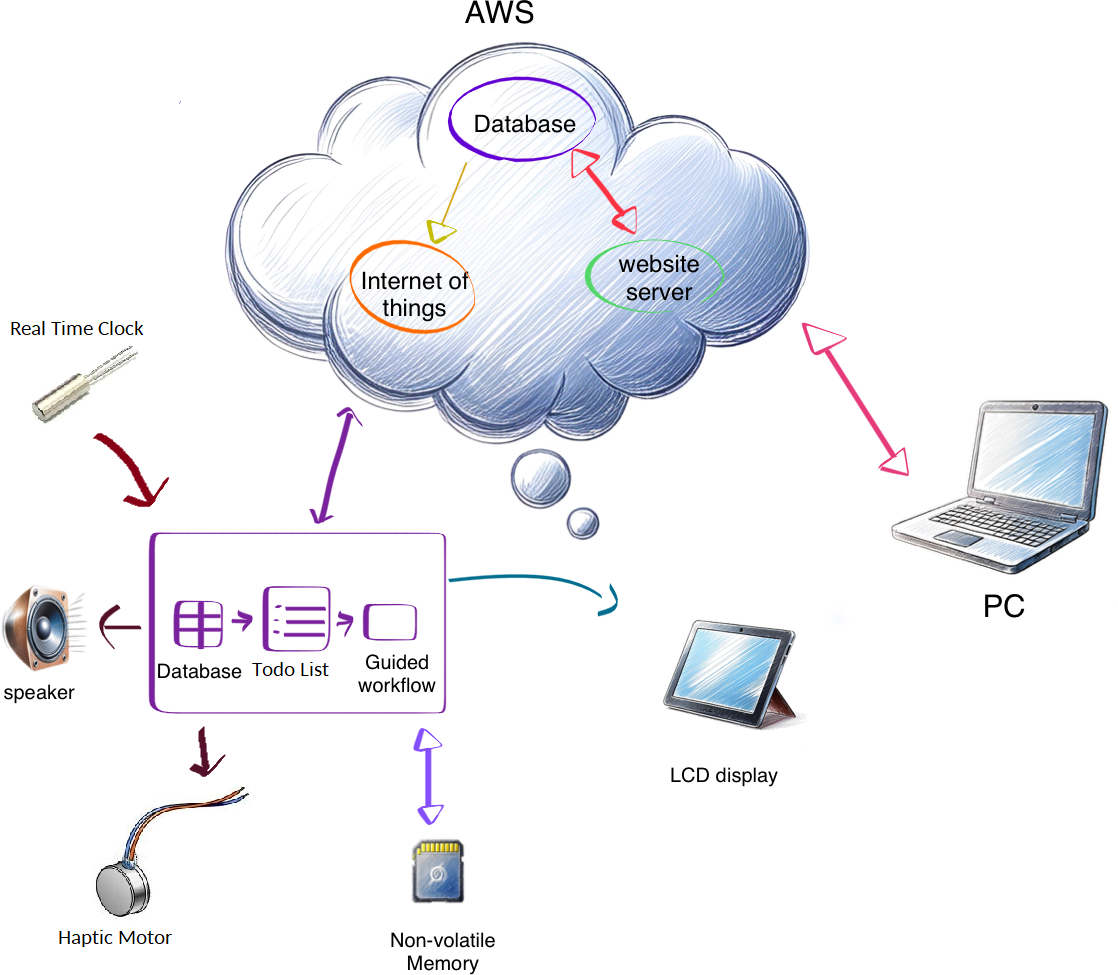 AWS
Database
Internet of
things
website
server
Real Time Clock
PC
Database
Todo List
Guided
workflow
speaker
LCD display
Haptic Motor
Non-volatile
Memory